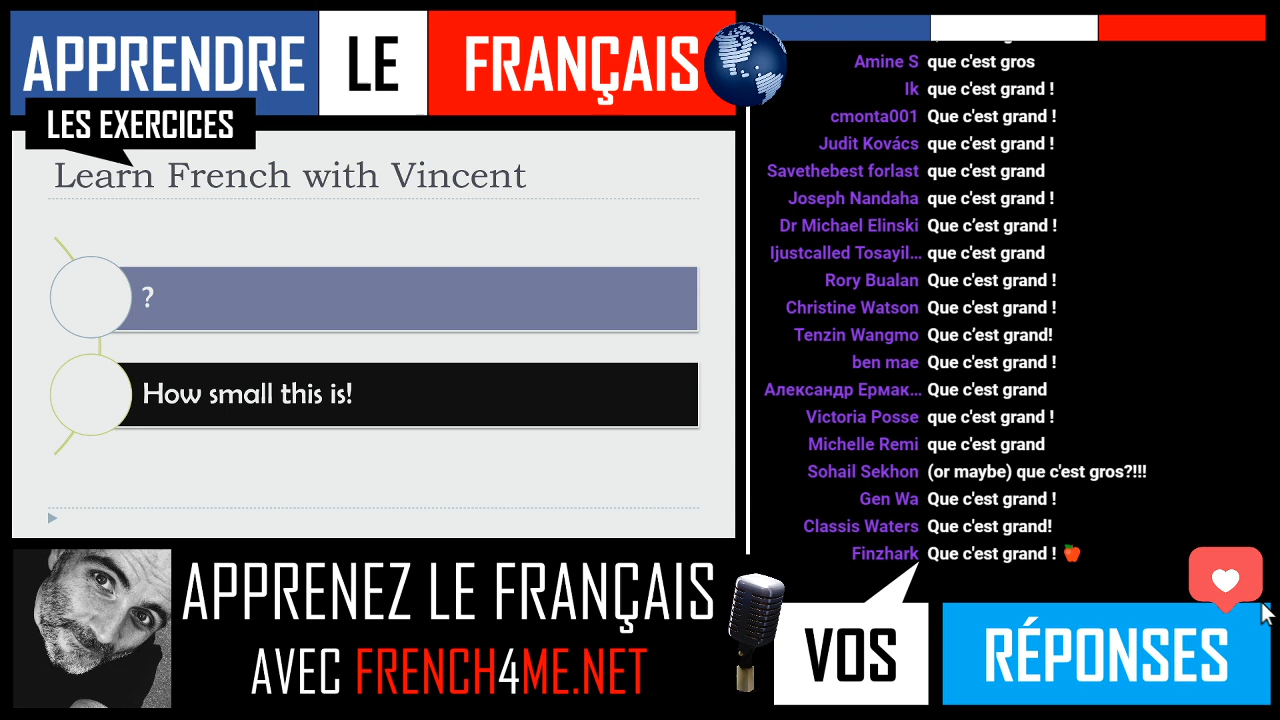 APPRENDRE LE FRANÇAIS
LES EXERCICES
Learn French with Vincent
?
How small this is!
APPRENEZ LE FRANÇAIS
AVEC FRENCH4ME.NET
Amine S que c'est gros
Ik que c'est grand !
cmonta001 Que c'est grand !
Judit Kovács que c'est grand !
Savethebest forlast que c'est grand
Joseph Nandaha que c'est grand !
Dr Michael Elinski Que c’est grand !
Ijustcalled Tosayil... que c'est grand
Rory Bualan Que c'est grand !
Christine Watson Que c'est grand !
Tenzin Wangmo Que c’est grand!
ben mae Que c'est grand !
Александр Ермак... Que c'est grand
Victoria Posse que c'est grand !
Michelle Remi que c'est grand
Sohail Sekhon (or maybe) que c'est gros?!!!
Gen Wa Que c'est grand !
Classis Waters Que c'est grand!
Finzhark Que c'est grand ! 🍎
VOS RÉPONSES